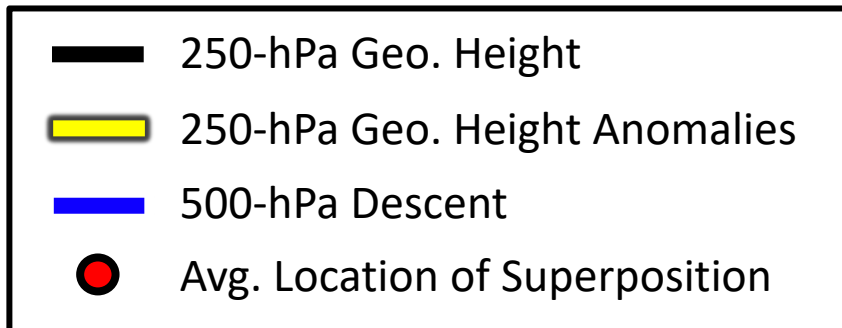 250-hPa Geo. Height
250-hPa Geo. Height Anomalies
500-hPa Descent
Avg. Location of Superposition